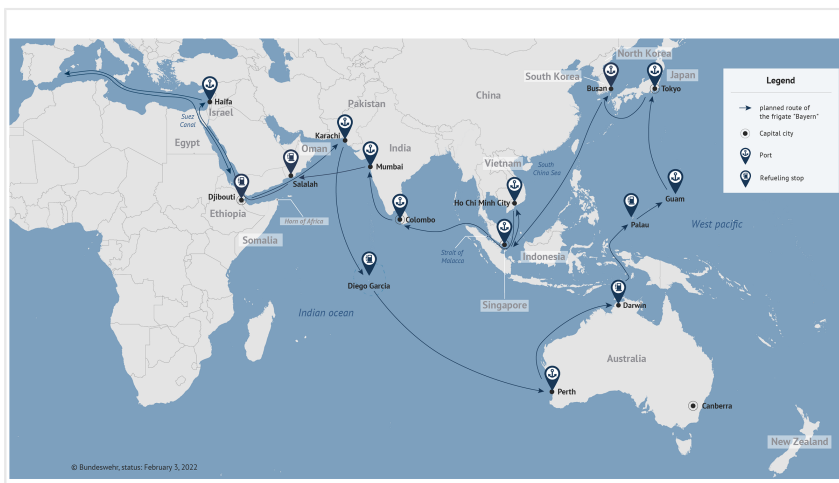 North Korea
South Korea
Japan
Busan
Tokyo
China
Haifa
Israel
Suez
Canal
Pakistan
Karachi
Egypt
Oman
India
Mumbai
Salalah
Vietnam
South
China Sea
Djibouti
Ethiopia
Ho Chi Minh City
Guam
Horn of Africa
Colombo
Palau
West pacific
Somalia
Strait of
Malacca
Indonesia
Diego Garcia
Singapore
Indian ocean
Darwin
Australia
Perth
Canberra
New Zealand
Legend
planned route of
the frigate "Bayern"
Capital city
Port
Refueling stop
© Bundeswehr, status: February 3, 2022